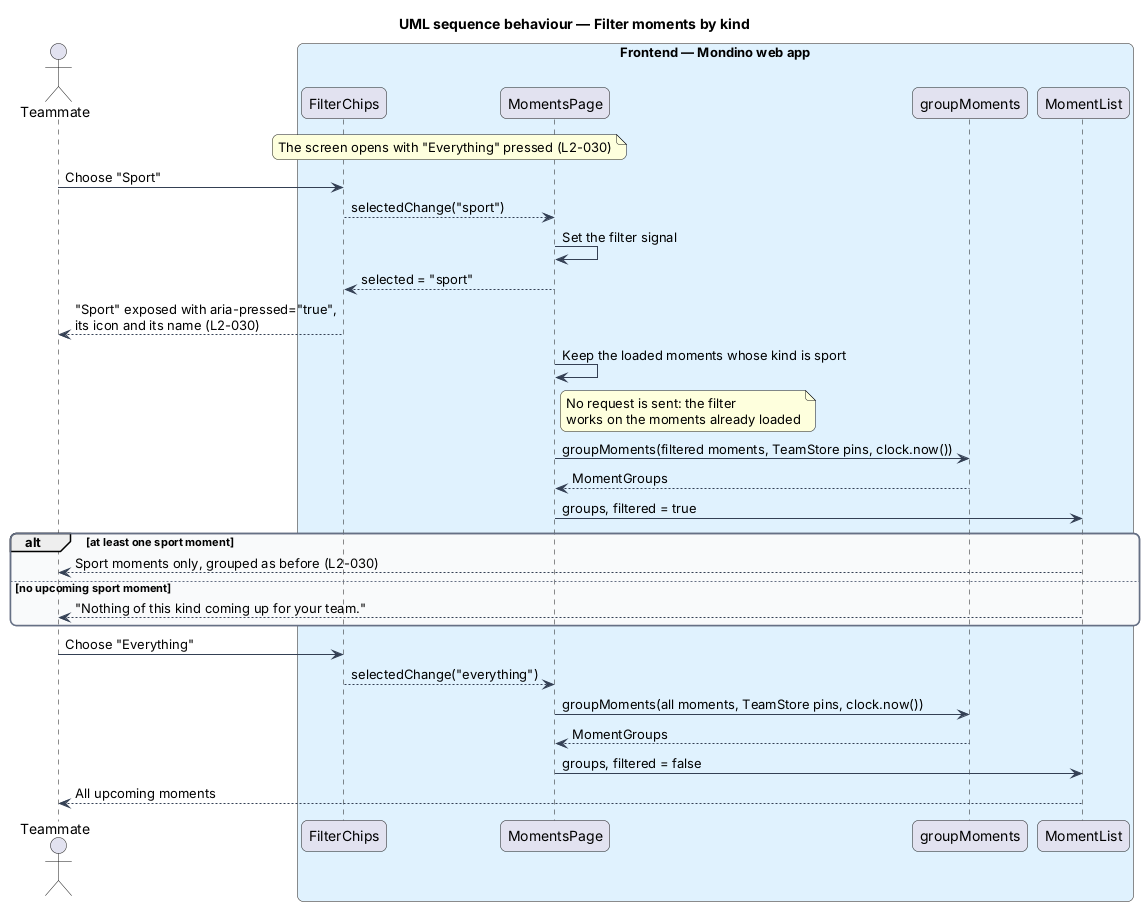 UML sequence behaviour — Filter moments by kind
Frontend — Mondino web app
Teammate
FilterChips
MomentsPage
groupMoments
MomentList
The screen opens with "Everything" pressed (L2-030)
Choose "Sport"
selectedChange("sport")
Set the filter signal
selected = "sport"
"Sport" exposed with aria-pressed="true",
its icon and its name (L2-030)
Keep the loaded moments whose kind is sport
No request is sent: the filter
works on the moments already loaded
groupMoments(filtered moments, TeamStore pins, clock.now())
MomentGroups
groups, filtered = true
alt
[at least one sport moment]
Sport moments only, grouped as before (L2-030)
[no upcoming sport moment]
"Nothing of this kind coming up for your team."
Choose "Everything"
selectedChange("everything")
groupMoments(all moments, TeamStore pins, clock.now())
MomentGroups
groups, filtered = false
All upcoming moments
Teammate
FilterChips
MomentsPage
groupMoments
MomentList